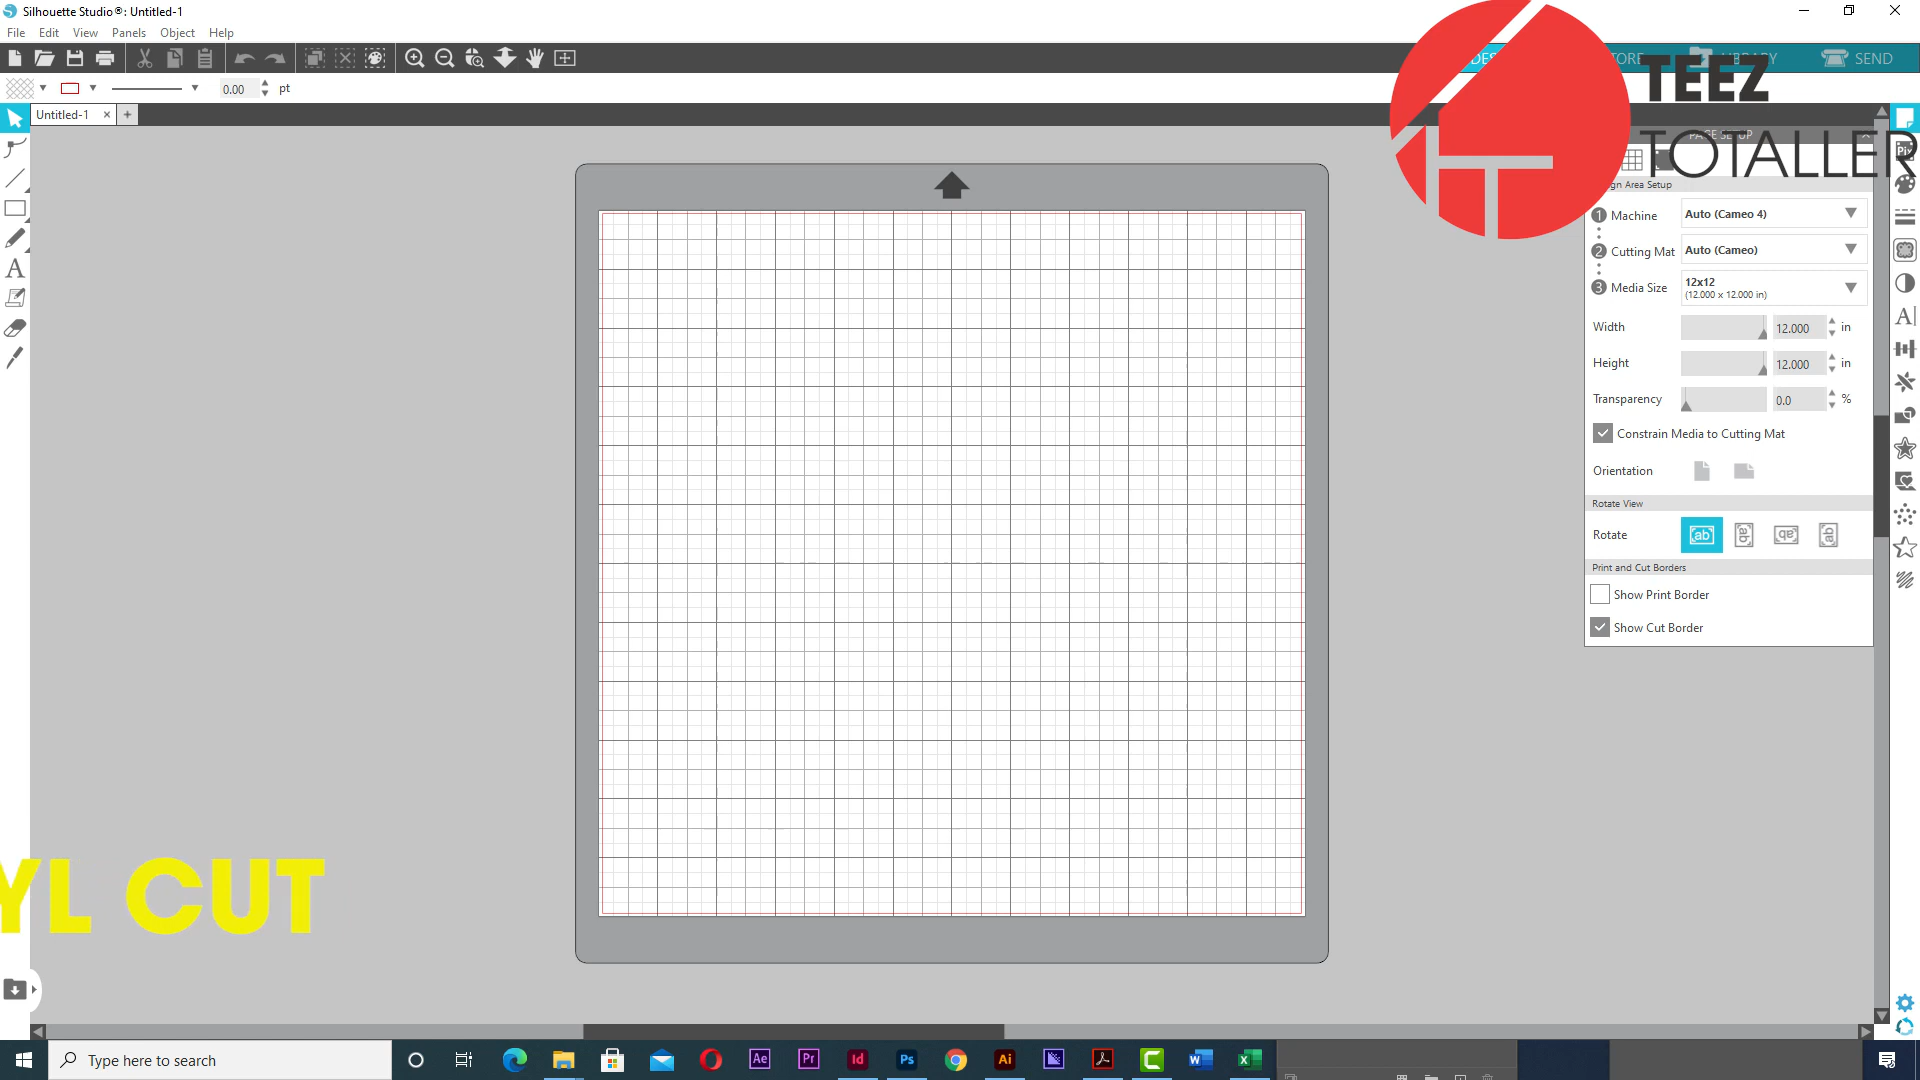 Silhouette Studio®: Untitled-1
File Edit View Panels Object Help
SEND
0.00 pt
TEEZ
TOTALLER
Untitled-1
PAGE SETUP
Machine Auto (Cameo 4)
Cutting Mat Auto (Cameo)
Media Size 12x12
(12.000 x 12.000 in)
Width 12.000 in
Height 12.000 in
Transparency 0.0 %
Constrain Media to Cutting Mat
Orientation
Rotate View
Rotate
Print and Cut Borders
Show Print Border
Show Cut Border
YL CUT
Type here to search